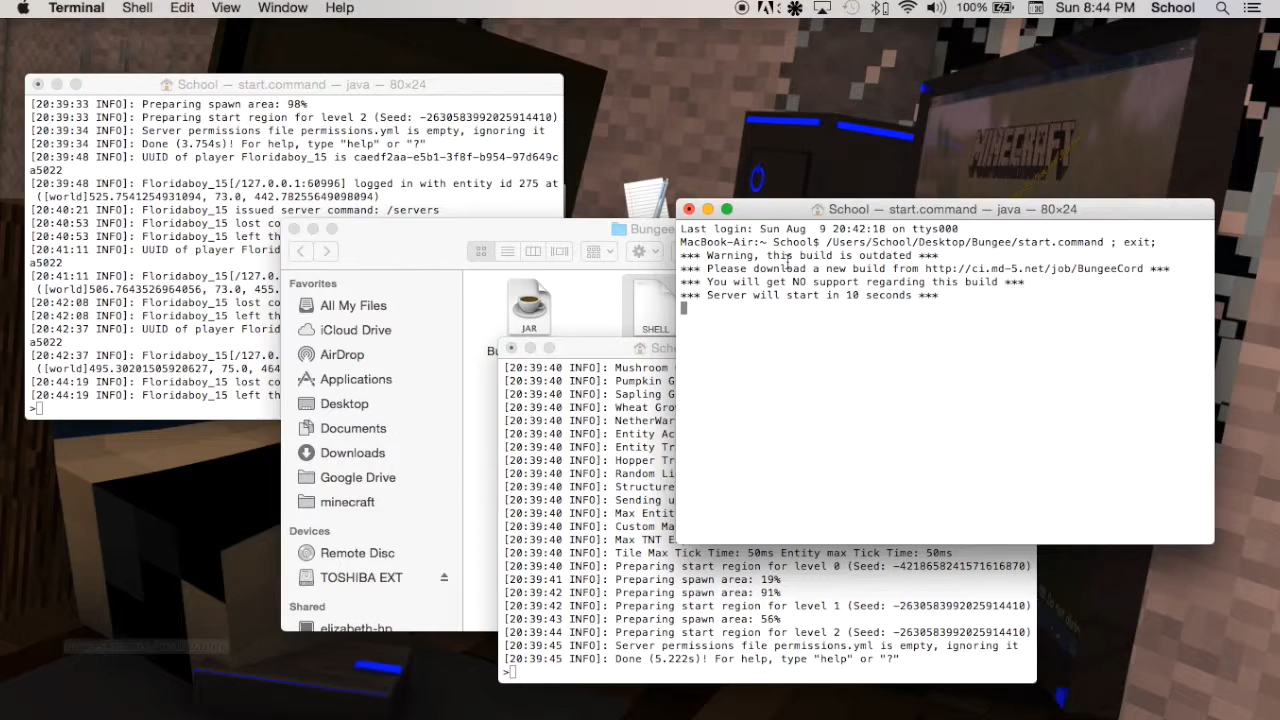 Terminal Shell Edit View Window Help 100% Sun 8:44 PM School
School — start.command — java — 80×24
[20:39:33 INFO]: Preparing spawn area: 98%
[20:39:33 INFO]: Preparing start region for level 2 (Seed: -2630583992025914410)
[20:39:34 INFO]: Server permissions file permissions.yml is empty, ignoring it
[20:39:34 INFO]: Done (3.754s)! For help, type "help" or "?"
[20:39:48 INFO]: UUID of player Floridaboy_15 is caedf2aa-e5b1-3f8f-b954-97d649c
a5022
[20:39:48 INFO]: Floridaboy_15[/127.0.0.1:60996] logged in with entity id 275 at
([world]525.7541254931094, 73.0, 442.78255649098094)
[20:40:21 INFO]: Floridaboy_15 issued server command: /servers
[20:40:53 INFO]: Floridaboy_15 lost co
[20:40:53 INFO]: Floridaboy_15 left th
[20:41:11 INFO]: UUID of player Florid
a5022
[20:41:11 INFO]: Floridaboy_15[/127.0.
([world]506.7643526964056, 73.0, 455.
[20:42:08 INFO]: Floridaboy_15 lost co
[20:42:08 INFO]: Floridaboy_15 left th
[20:42:37 INFO]: UUID of player Florid
a5022
[20:42:37 INFO]: Floridaboy_15[/127.0.
([world]495.30201505920627, 75.0, 464
[20:44:19 INFO]: Floridaboy_15 lost co
[20:44:19 INFO]: Floridaboy_15 left th
>
Bungee
Favorites
All My Files
iCloud Drive
AirDrop
Applications
Desktop
Documents
Downloads
Google Drive
minecraft
Devices
Remote Disc
TOSHIBA EXT
Shared
elizabeth-hp
JAR
SHELL
Bu
School — start.command — java — 80×24
Last login: Sun Aug  9 20:42:18 on ttys000
MacBook-Air:~ School$ /Users/School/Desktop/Bungee/start.command ; exit;
*** Warning, this build is outdated ***
*** Please download a new build from http://ci.md-5.net/job/BungeeCord ***
*** You will get NO support regarding this build ***
*** Server will start in 10 seconds ***
Scho
[20:39:40 INFO]: Mushroom
[20:39:40 INFO]: Pumpkin G
[20:39:40 INFO]: Sapling G
[20:39:40 INFO]: Wheat Grow
[20:39:40 INFO]: NetherWar
[20:39:40 INFO]: Entity Ac
[20:39:40 INFO]: Entity Tr
[20:39:40 INFO]: Hopper Tr
[20:39:40 INFO]: Random Li
[20:39:40 INFO]: Structure
[20:39:40 INFO]: Sending u
[20:39:40 INFO]: Max Entit
[20:39:40 INFO]: Custom Ma
[20:39:40 INFO]: Max TNT E
[20:39:40 INFO]: Tile Max Tick Time: 50ms Entity max Tick Time: 50ms
[20:39:40 INFO]: Preparing start region for level 0 (Seed: -4218658241571616870)
[20:39:41 INFO]: Preparing spawn area: 19%
[20:39:42 INFO]: Preparing spawn area: 91%
[20:39:42 INFO]: Preparing start region for level 1 (Seed: -2630583992025914410)
[20:39:43 INFO]: Preparing spawn area: 56%
[20:39:44 INFO]: Preparing start region for level 2 (Seed: -2630583992025914410)
[20:39:45 INFO]: Server permissions file permissions.yml is empty, ignoring it
[20:39:45 INFO]: Done (5.222s)! For help, type "help" or "?"
>
MINECRAFT